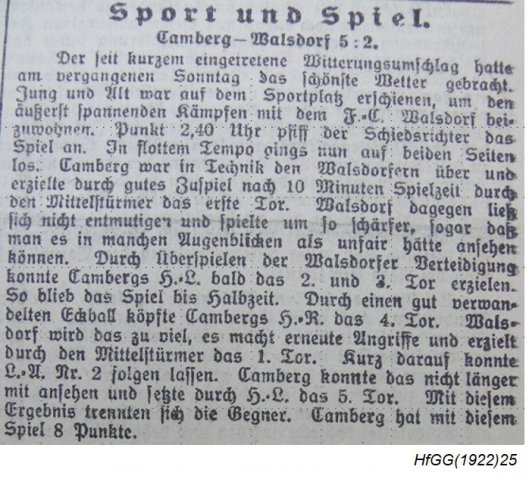 Sport und Spiel.
Camberg—Walsdorf 5:2.
Der seit kurzem eingetretene Witterungsumschlag hatte
am vergangenen Sonntag das schönste Wetter gebracht.
Jung und Alt war auf dem Sportplatz erschienen, um den
äußerst spannenden Kämpfen mit dem F.-C. Walsdorf bei-
zuwohnen. Punkt 2,40 Uhr pfiff der Schiedsrichter das
Spiel an. In flottem Tempo gings nun auf beiden Seiten
los. Camberg war in Technik den Walsdorfern über und
erzielte durch gutes Zuspiel nach 10 Minuten Spielzeit durch
den Mittelstürmer das erste Tor. Walsdorf dagegen ließ
sich nicht entmutigen und spielte um so schärfer, sogar daß
man es in manchen Augenblicken als unfair hätte ansehen
können. Durch Überspielen der Walsdorfer Verteidigung
konnte Cambergs H.-L. bald das 2. und 3. Tor erzielen.
So blieb das Spiel bis Halbzeit. Durch einen gut verwan-
delten Eckball köpfte Cambergs H.-R. das 4. Tor. Wals-
dorf wird das zu viel, es macht erneute Angriffe und erzielt
durch den Mittelstürmer das 1. Tor. Kurz darauf konnte
L.-A. Nr. 2 folgen lassen. Camberg konnte das nicht länger
mit ansehen und setzte durch H.-L. das 5. Tor. Mit diesem
Ergebnis trennten sich die Gegner. Camberg hat mit diesem
Spiel 8 Punkte.
HfGG(1922)25